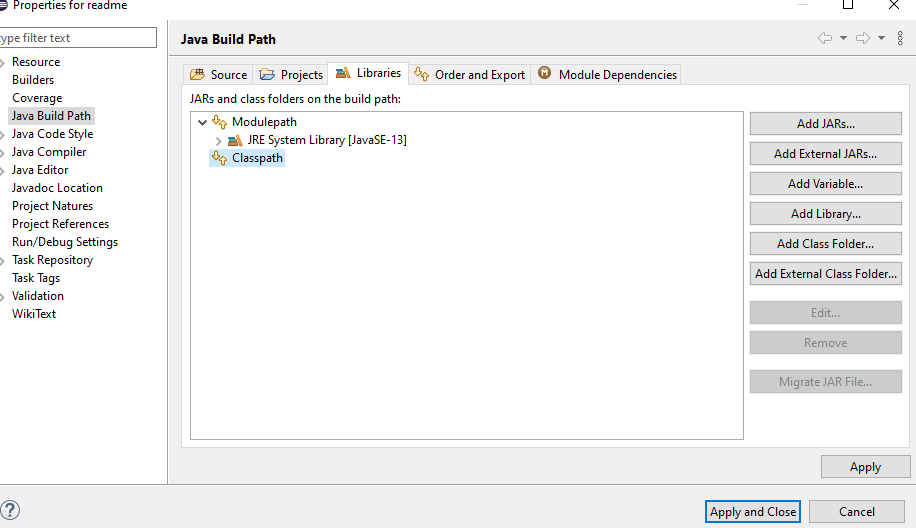 Properties for readme
type filter text
Java Build Path
Resource
Builders
Coverage
Java Build Path
Java Code Style
Java Compiler
Java Editor
Javadoc Location
Project Natures
Project References
Run/Debug Settings
Task Repository
Task Tags
Validation
WikiText
Source Projects Libraries Order and Export Module Dependencies
JARs and class folders on the build path:
Modulepath
JRE System Library [JavaSE-13]
Classpath
Add JARs...
Add External JARs...
Add Variable...
Add Library...
Add Class Folder...
Add External Class Folder...
Edit...
Remove
Migrate JAR File...
Apply
Apply and Close Cancel